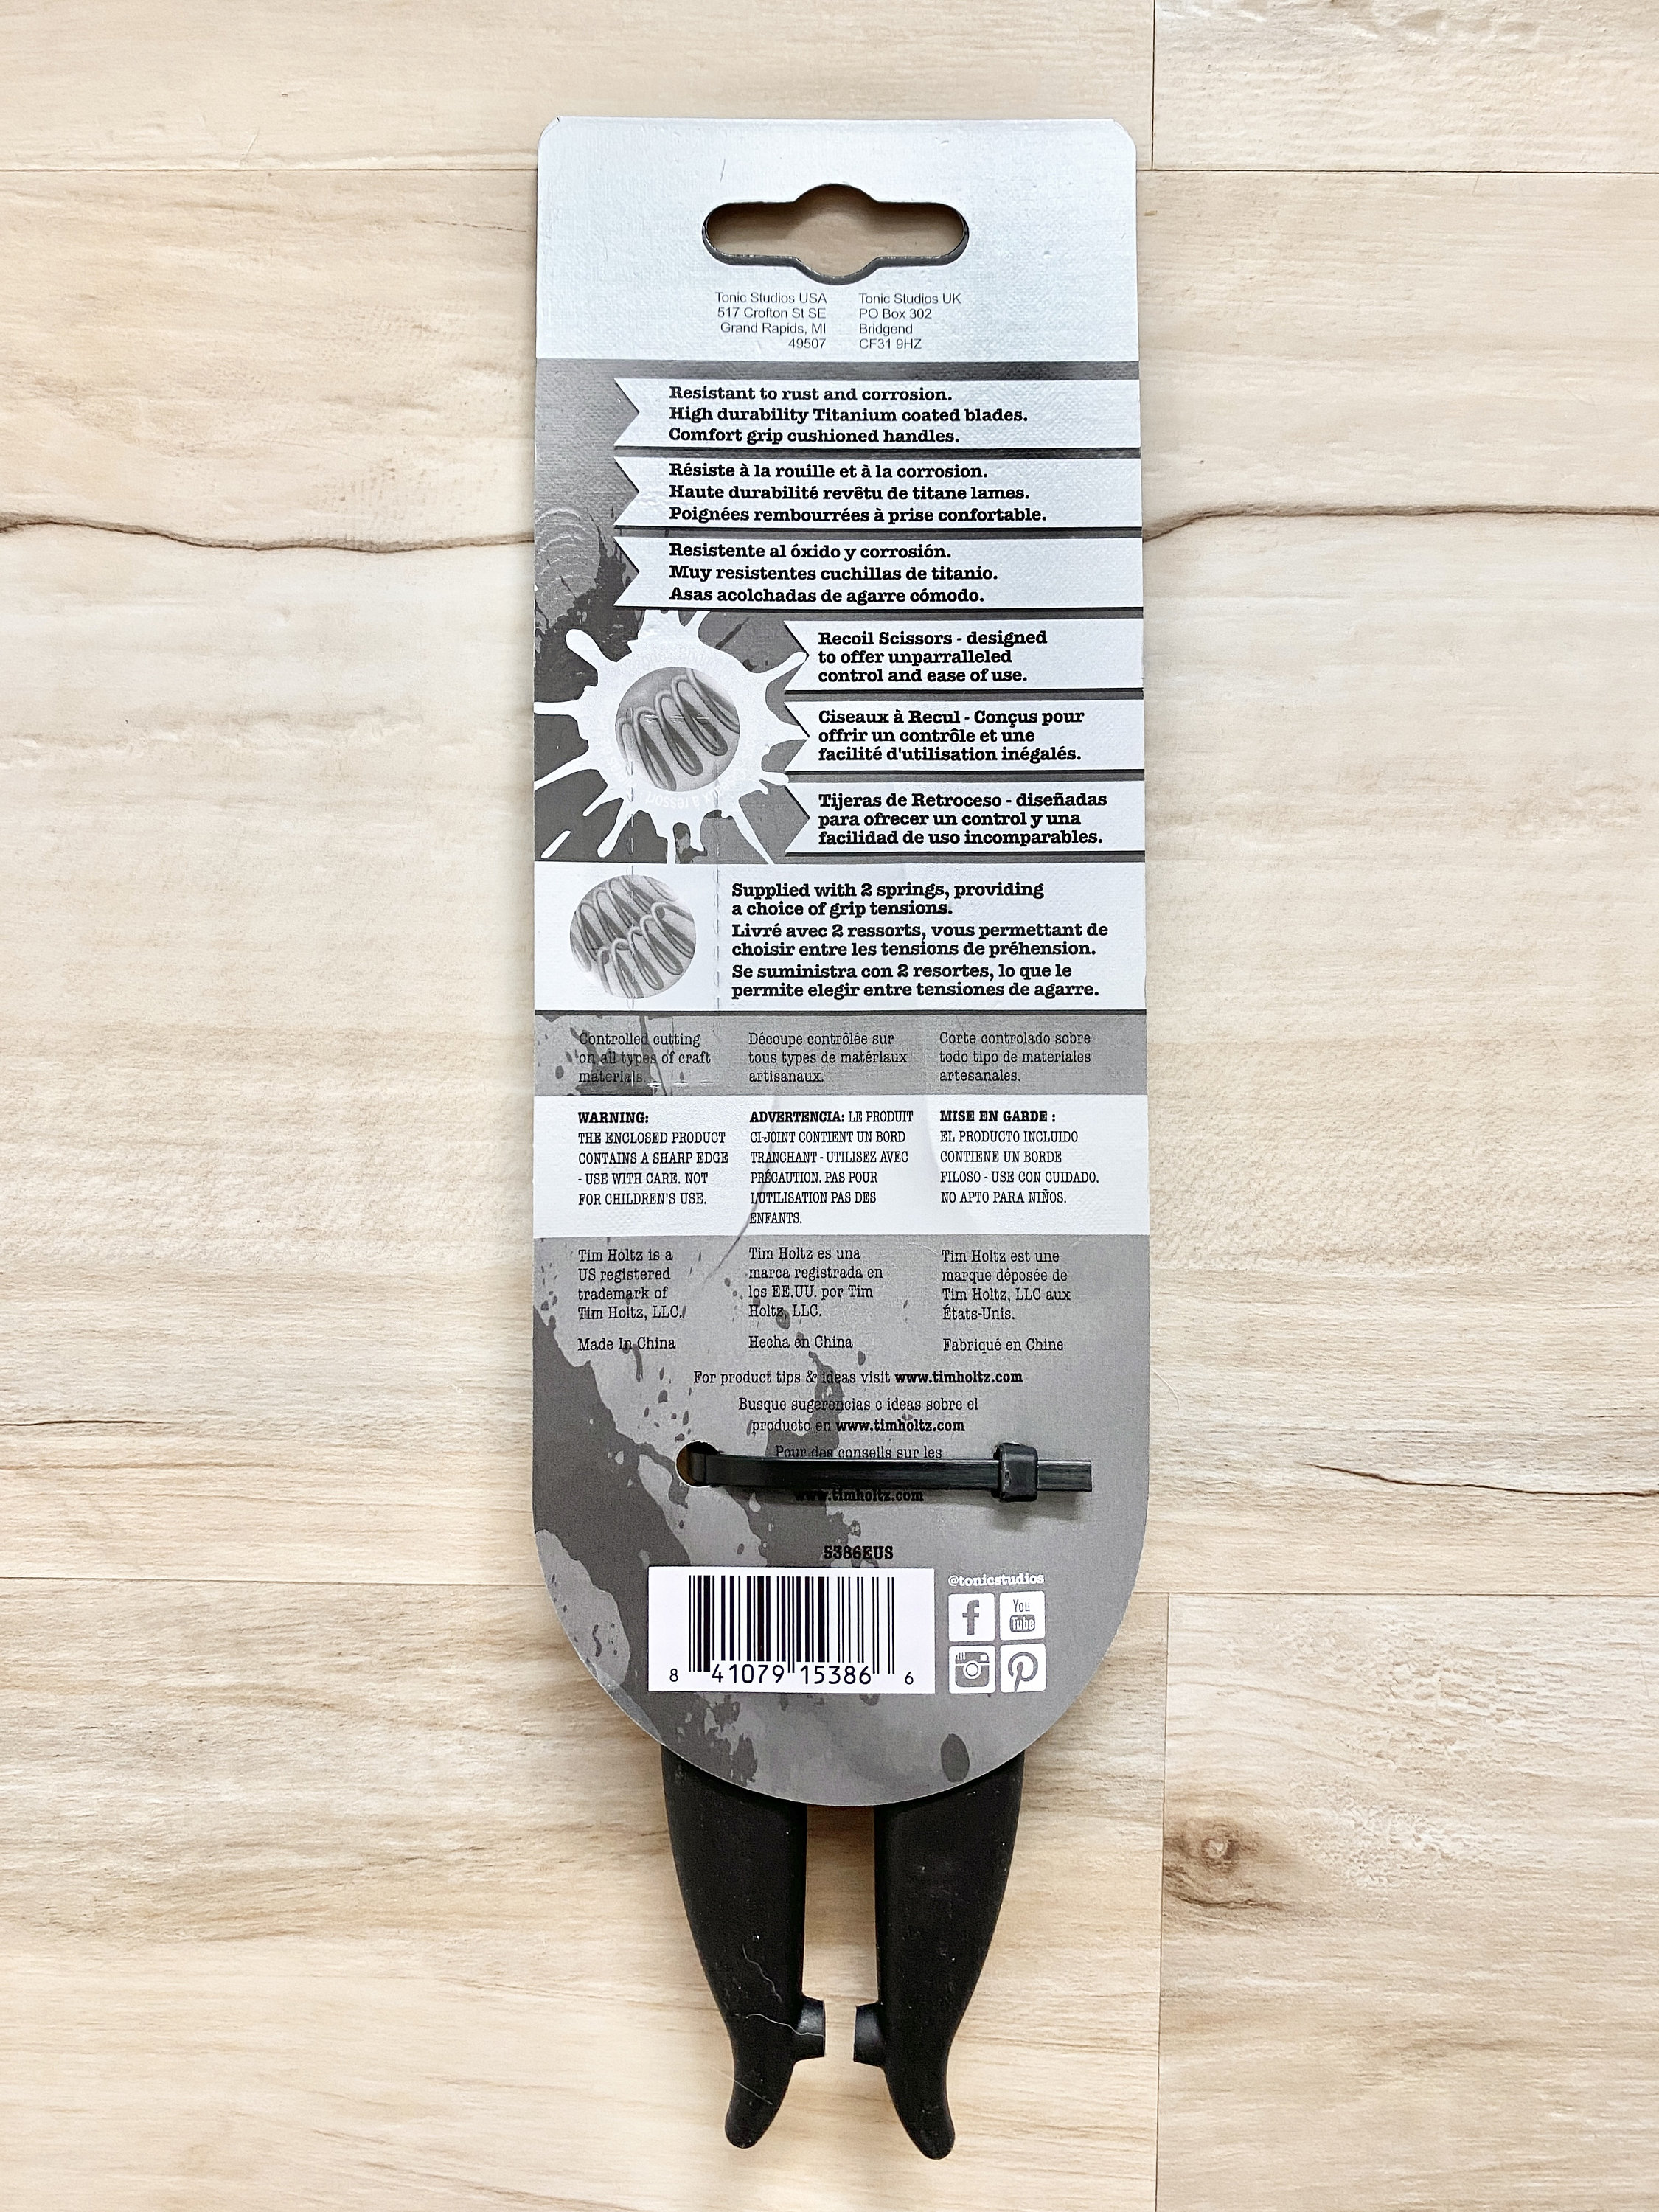 Tonic Studios USA
517 Crofton St SE
Grand Rapids, MI
49507
Tonic Studios UK
PO Box 302
Bridgend
CF31 9HZ
Resistant to rust and corrosion.
High durability Titanium coated blades.
Comfort grip cushioned handles.
Résiste à la rouille et à la corrosion.
Haute durabilité revêtu de titane lames.
Poignées rembourrées à prise confortable.
Resistente al óxido y corrosión.
Muy resistentes cuchillas de titanio.
Asas acolchadas de agarre cómodo.
Recoil Scissors - designed
to offer unparralleled
control and ease of use.
Ciseaux à Recul - Conçus pour
offrir un contrôle et une
facilité d'utilisation inégalés.
Tijeras de Retroceso - diseñadas
para ofrecer un control y una
facilidad de uso incomparables.
Supplied with 2 springs, providing
a choice of grip tensions.
Livré avec 2 ressorts, vous permettant de
choisir entre les tensions de préhension.
Se suministra con 2 resortes, lo que le
permite elegir entre tensiones de agarre.
Controlled cutting
on all types of craft
materials.
Découpe contrôlée sur
tous types de matériaux
artisanaux.
Corte controlado sobre
todo tipo de materiales
artesanales.
WARNING:
THE ENCLOSED PRODUCT
CONTAINS A SHARP EDGE
- USE WITH CARE. NOT
FOR CHILDREN'S USE.
ADVERTENCIA: LE PRODUIT
CI-JOINT CONTIENT UN BORD
TRANCHANT - UTILISEZ AVEC
PRÉCAUTION. PAS POUR
L'UTILISATION PAS DES
ENFANTS.
MISE EN GARDE :
EL PRODUCTO INCLUIDO
CONTIENE UN BORDE
FILOSO - USE CON CUIDADO.
NO APTO PARA NIÑOS.
Tim Holtz is a
US registered
trademark of
Tim Holtz, LLC.
Made In China
Tim Holtz es una
marca registrada en
los EE.UU. por Tim
Holtz, LLC.
Hecha en China
Tim Holtz est une
marque déposée de
Tim Holtz, LLC aux
États-Unis.
Fabriqué en Chine
For product tips & ideas visit www.timholtz.com
Busque sugerencias o ideas sobre el
producto en www.timholtz.com
Pour des conseils sur les
www.timholtz.com
5386EUS
8 41079 15386 6
@tonicstudios
f
You
Tube